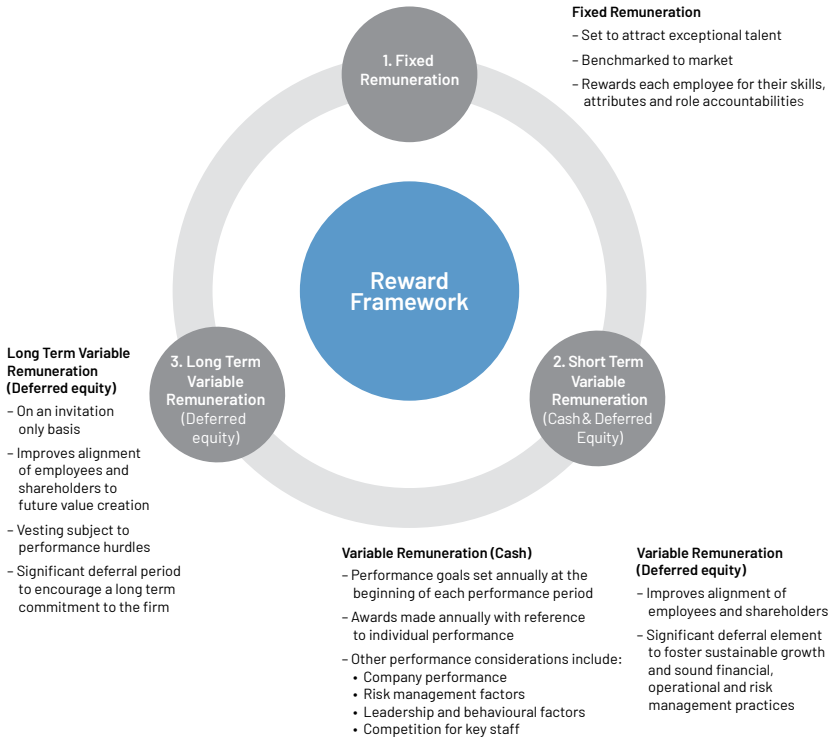 Fixed Remuneration
– Set to attract exceptional talent
– Benchmarked to market
– Rewards each employee for their skills,
attributes and role accountabilities
1. Fixed
Remuneration
Reward
Framework
2. Short Term
Variable
Remuneration
(Cash & Deferred
Equity)
3. Long Term
Variable
Remuneration
(Deferred
equity)
Long Term Variable
Remuneration
(Deferred equity)
– On an invitation
only basis
– Improves alignment
of employees and
shareholders to
future value creation
– Vesting subject to
performance hurdles
– Significant deferral period
to encourage a long term
commitment to the firm
Variable Remuneration (Cash)
– Performance goals set annually at the
beginning of each performance period
– Awards made annually with reference
to individual performance
– Other performance considerations include:
• Company performance
• Risk management factors
• Leadership and behavioural factors
• Competition for key staff
Variable Remuneration
(Deferred equity)
– Improves alignment of
employees and shareholders
– Significant deferral element
to foster sustainable growth
and sound financial,
operational and risk
management practices